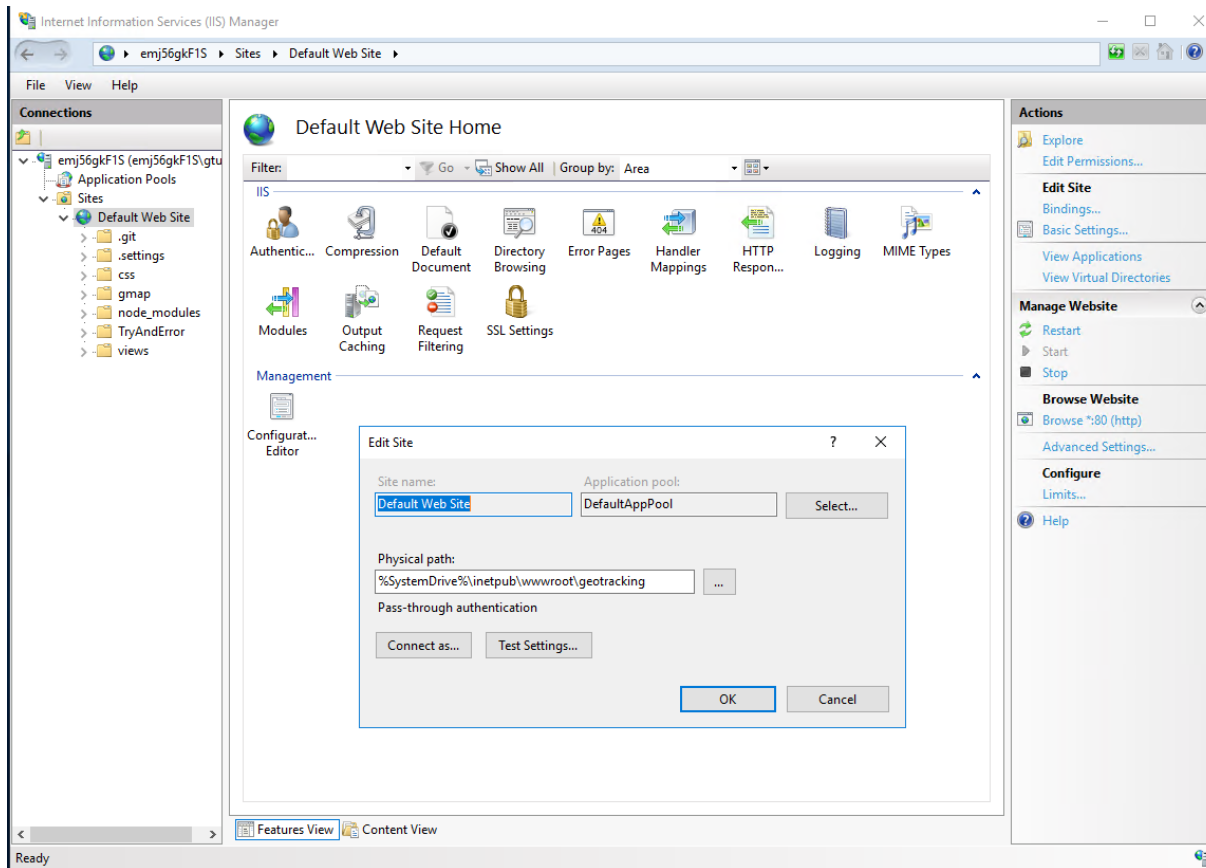 Internet Information Services (IIS) Manager
emj56gkF1S
Sites
Default Web Site
File View Help
Connections
emj56gkF1S (emj56gkF1S\gtu
Application Pools
Sites
Default Web Site
.git
.settings
css
gmap
node_modules
TryAndError
views
Default Web Site Home
Filter: Go Show All Group by: Area
IIS
Authentic... Compression Default Document Directory Browsing Error Pages Handler Mappings HTTP Respon... Logging MIME Types
404
Modules Output Caching Request Filtering SSL Settings
Management
Configurat... Editor
Edit Site
?
Site name: Application pool:
Default Web Site DefaultAppPool Select...
Physical path:
%SystemDrive%\inetpub\wwwroot\geotracking ...
Pass-through authentication
Connect as... Test Settings...
OK Cancel
Features View Content View
Actions
Explore
Edit Permissions...
Edit Site
Bindings...
Basic Settings...
View Applications
View Virtual Directories
Manage Website
Restart
Start
Stop
Browse Website
Browse *:80 (http)
Advanced Settings...
Configure
Limits...
Help
Ready